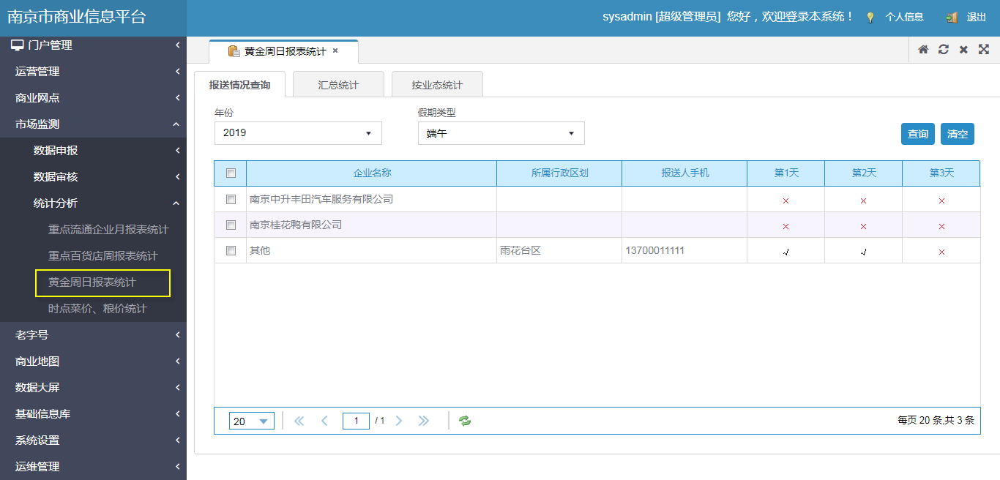 南京市商业信息平台
sysadmin [超级管理员] 您好，欢迎登录本系统！ 个人信息 退出
门户管理
运营管理
商业网点
市场监测
数据申报
数据审核
统计分析
重点流通企业月报表统计
重点百货店周报表统计
黄金周日报表统计
时点菜价、粮价统计
老字号
商业地图
数据大屏
基础信息库
系统设置
运维管理
黄金周日报表统计
报送情况查询 汇总统计 按业态统计
年份 假期类型
2019 端午 查询 清空
企业名称 所属行政区划 报送人手机 第1天 第2天 第3天
南京中升丰田汽车服务有限公司 × × ×
南京桂花鸭有限公司 × × ×
其他 雨花台区 13700011111 √ √ ×
20 1 / 1 每页 20 条,共 3 条